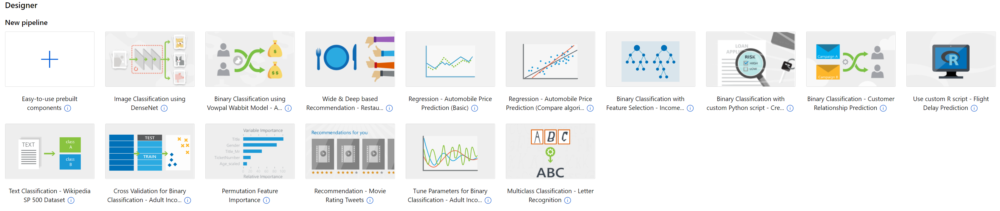 Designer
New pipeline
Easy-to-use prebuilt
components
Image Classification using
DenseNet
$
$$
Binary Classification using
Vowpal Wabbit Model - A...
Wide & Deep based
Recommendation - Restau...
Regression - Automobile Price
Prediction (Basic)
Regression - Automobile Price
Prediction (Compare algori...
Binary Classification with
Feature Selection - Income...
LOAN
APPLIC
RISK
HIGH
LOW
Binary Classification with
custom Python script - Cre...
Campaign A
Campaign B
Binary Classification - Customer
Relationship Prediction
R
Use custom R script - Flight
Delay Prediction
TEXT
class
A
class
B
Text Classification - Wikipedia
SP 500 Dataset
TEST
TRAIN
Cross Validation for Binary
Classification - Adult Inco...
Variable Importance
Title
Gender
Title_Mr
TicketNumber
Age_scaled
0 20 40 60 80 100
Relative Importance
Permutation Feature
Importance
Recommendations for you
Recommendation - Movie
Rating Tweets
Tune Parameters for Binary
Classification - Adult Inco...
A B C
ABC
Multiclass Classification - Letter
Recognition